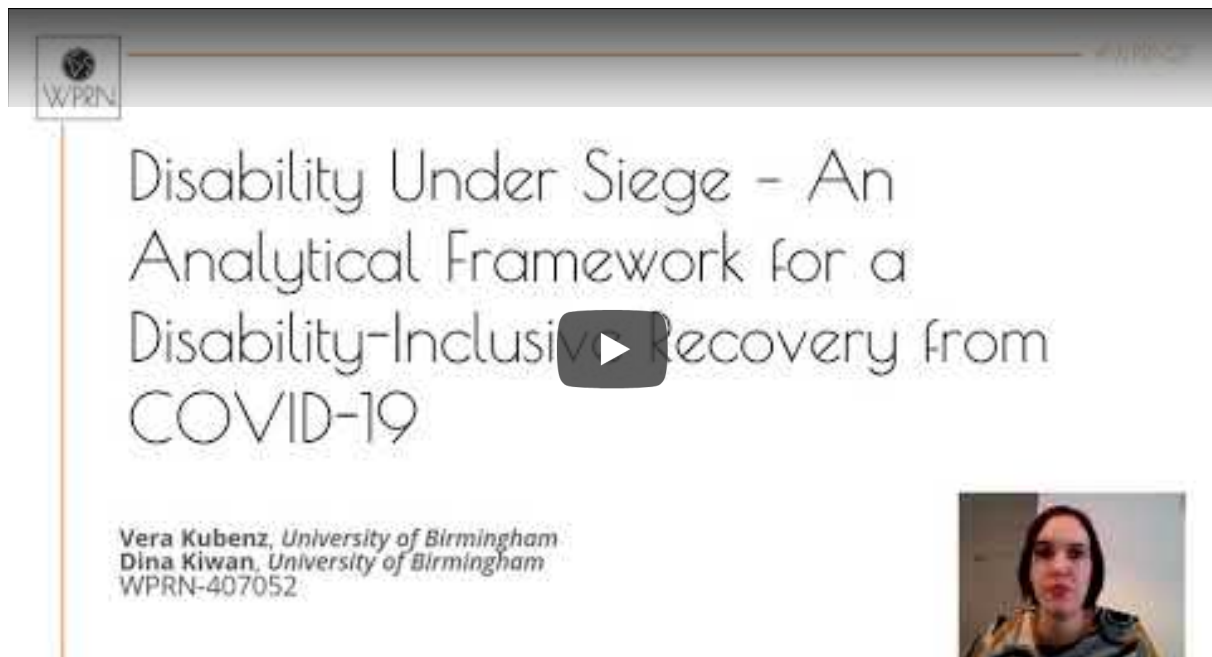 WPRN
Disability Under Siege – An
Analytical Framework for a
Disability-Inclusive Recovery from
COVID-19
Vera Kubenz, University of Birmingham
Dina Kiwan, University of Birmingham
WPRN-407052